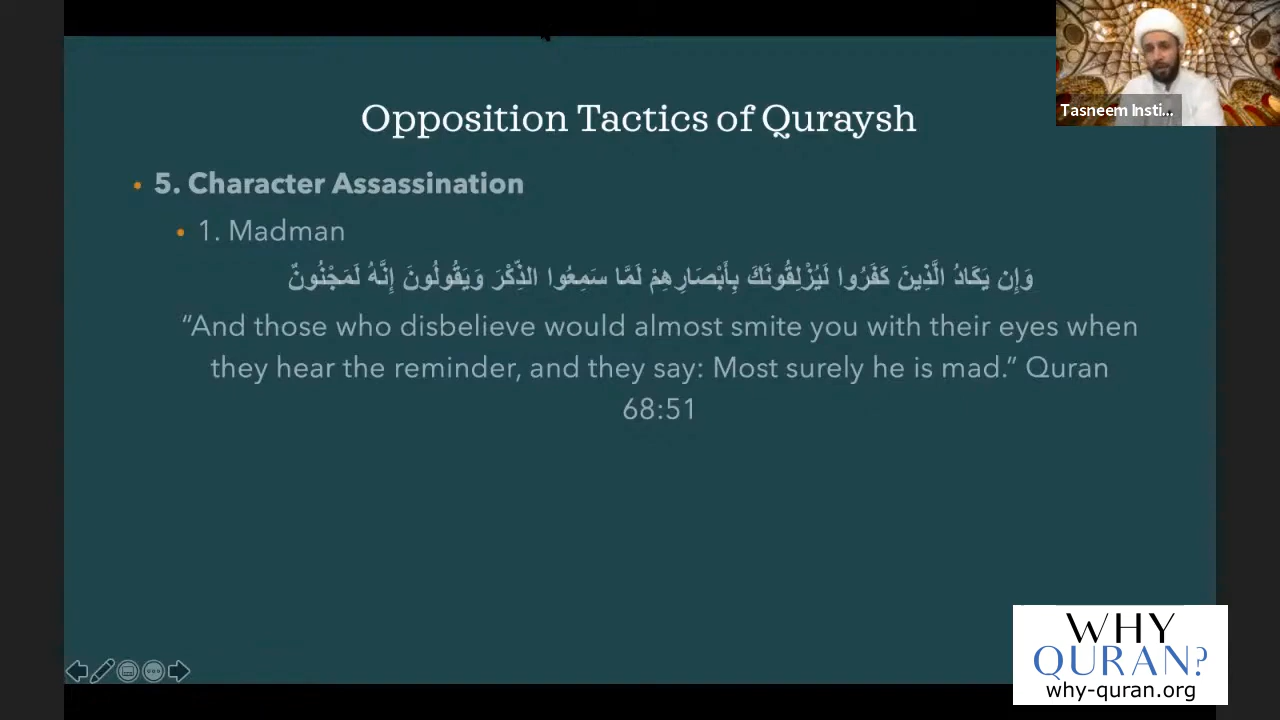 Tasneem Insti...
Opposition Tactics of Quraysh
5. Character Assassination
1. Madman
وَإِن يَكَادُ الَّذِينَ كَفَرُوا لَيُزْلِقُونَكَ بِأَبْصَارِهِمْ لَمَّا سَمِعُوا الذِّكْرَ وَيَقُولُونَ إِنَّهُ لَمَجْنُونٌ
“And those who disbelieve would almost smite you with their eyes when
they hear the reminder, and they say: Most surely he is mad.” Quran
68:51
WHY
QURAN?
why-quran.org